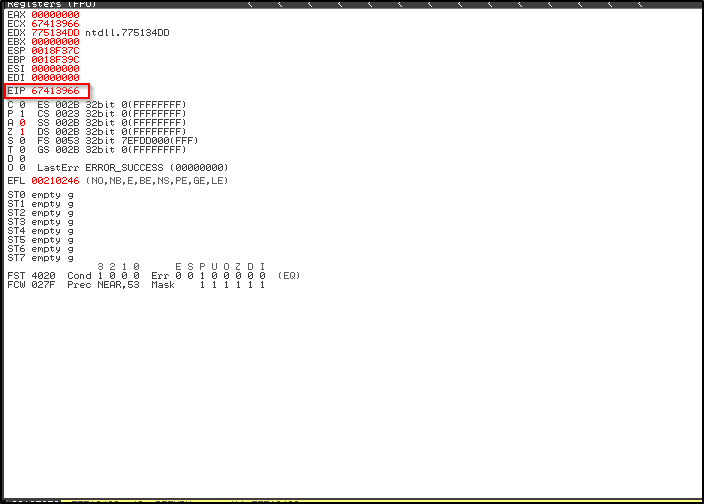 Registers (FPU) < < < < < < < < < < < < <
EAX 00000000
ECX 67413966
EDX 775134DD ntdll.775134DD
EBX 00000000
ESP 0018F37C
EBP 0018F39C
ESI 00000000
EDI 00000000
EIP 67413966
C 0 ES 002B 32bit 0(FFFFFFFF)
P 1 CS 0023 32bit 0(FFFFFFFF)
A 0 SS 002B 32bit 0(FFFFFFFF)
Z 1 DS 002B 32bit 0(FFFFFFFF)
S 0 FS 0053 32bit 7EFDD000(FFF)
T 0 GS 002B 32bit 0(FFFFFFFF)
D 0
O 0 LastErr ERROR_SUCCESS (00000000)
EFL 00210246 (NO,NB,E,BE,NS,PE,GE,LE)
ST0 empty g
ST1 empty g
ST2 empty g
ST3 empty g
ST4 empty g
ST5 empty g
ST6 empty g
ST7 empty g
3 2 1 0 E S P U O Z D I
FST 4020 Cond 1 0 0 0 Err 0 0 1 0 0 0 0 0 (EQ)
FCW 027F Prec NEAR,53 Mask 1 1 1 1 1 1